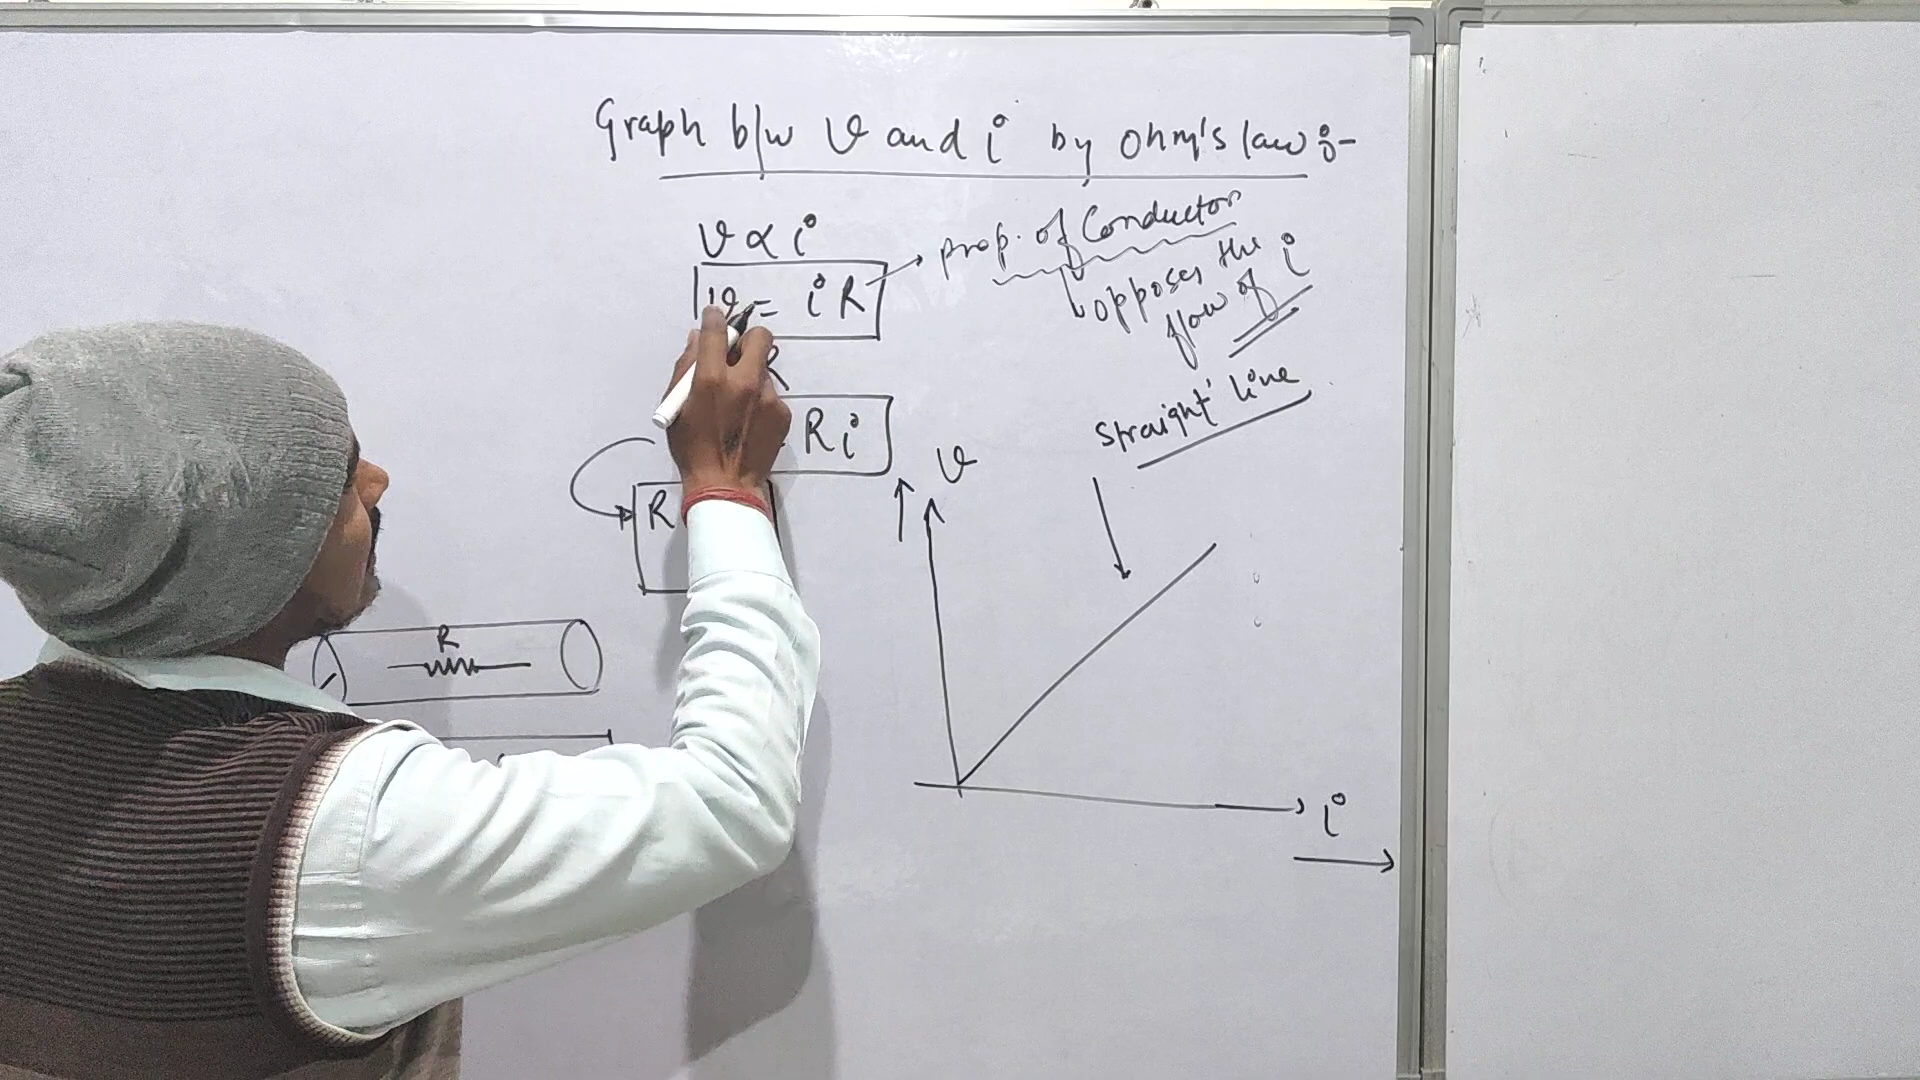 Graph b/w V and i by ohm's law :-
V ∝ i
V = i R
prop. of Conductor
opposes the
flow of i
R
R i
R
Straight line
V
R
i